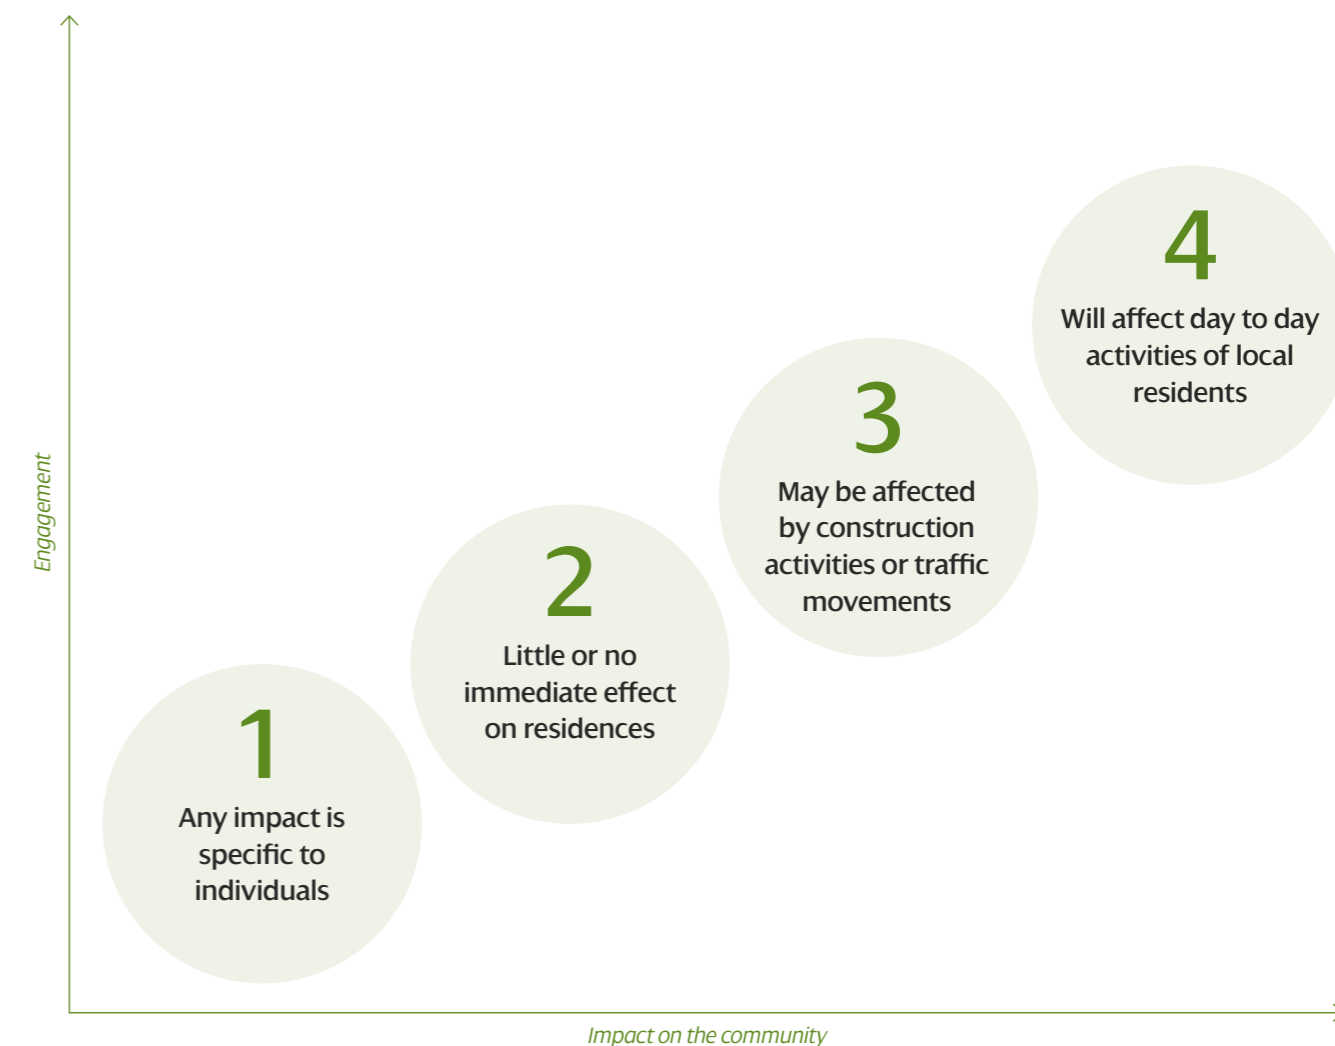 Engagement
1
Any impact is
specific to
individuals
2
Little or no
immediate effect
on residences
3
May be affected
by construction
activities or traffic
movements
4
Will affect day to day
activities of local
residents
Impact on the community